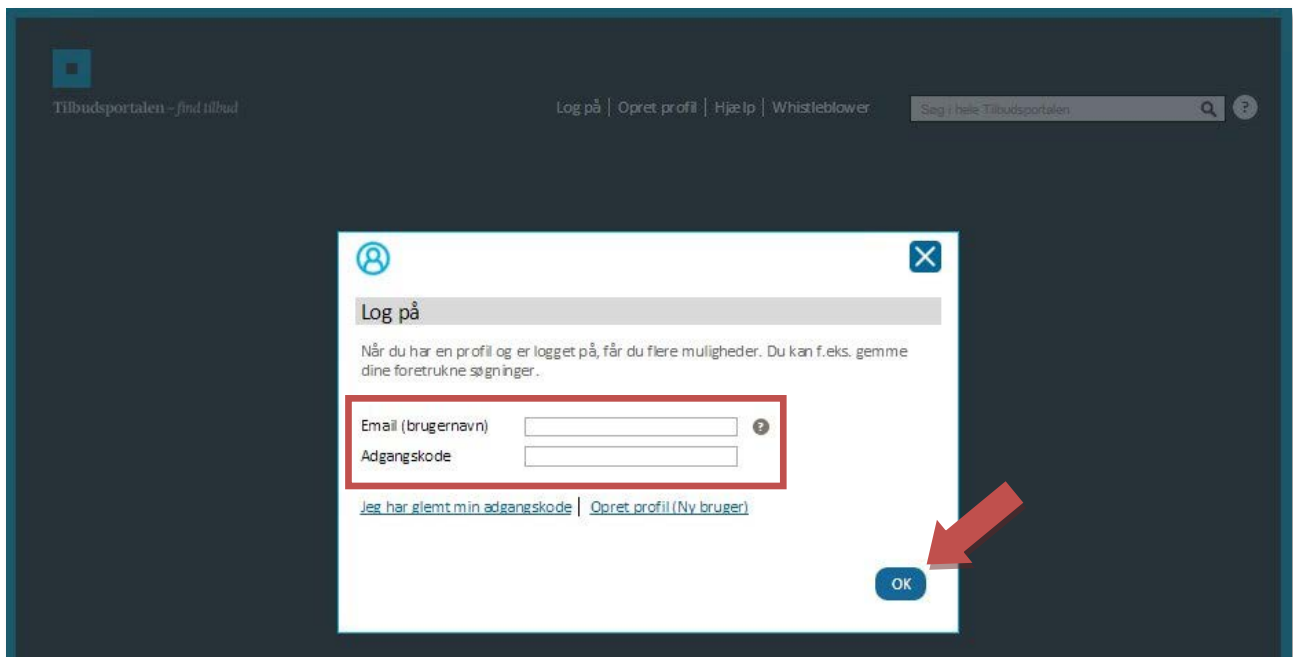 Tilbudsportalen – find tilbud
Log på | Opret profil | Hjælp | Whistleblower
Søg i hele Tilbudsportalen
?
Log på
Når du har en profil og er logget på, får du flere muligheder. Du kan f.eks. gemme
dine foretrukne søgninger.
Email (brugernavn)
?
Adgangskode
Jeg har glemt min adgangskode | Opret profil (Ny bruger)
OK